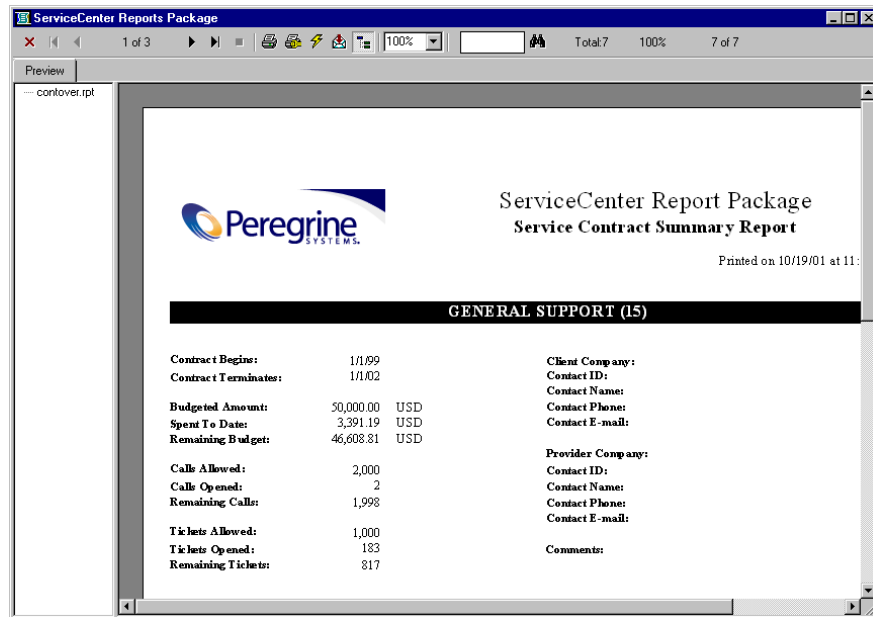 ServiceCenter Reports Package
1 of 3
100%
Total:7
100%
7 of 7
Preview
contover.rpt
Peregrine
SYSTEMS.
ServiceCenter Report Package
Service Contract Summary Report
Printed on 10/19/01 at 11:
GENERAL SUPPORT (15)
Contract Begins: 1/1/99
Contract Terminates: 1/1/02
Budgeted Amount: 50,000.00 USD
Spent To Date: 3,391.19 USD
Remaining Budget: 46,608.81 USD
Calls Allowed: 2,000
Calls Opened: 2
Remaining Calls: 1,998
Tickets Allowed: 1,000
Tickets Opened: 183
Remaining Tickets: 817
Client Company:
Contact ID:
Contact Name:
Contact Phone:
Contact E-mail:
Provider Company:
Contact ID:
Contact Name:
Contact Phone:
Contact E-mail:
Comments: